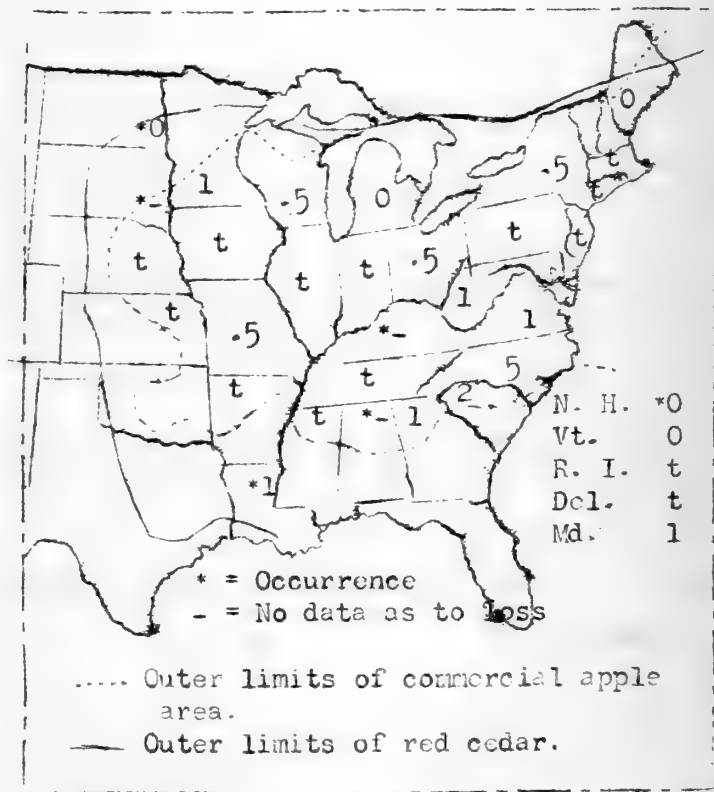 0
*0
t
.5
1
t
*-
.5
0
t
t
t
t
t
t
.5
1
t
1
.5
*-
t
5
t
2
t
*-
1
N. H. *0
Vt. 0
R. I. t
Del. t
Md. 1
*1
* = Occurrence
- = No data as to loss
..... Outer limits of commercial apple
area.
—— Outer limits of red cedar.